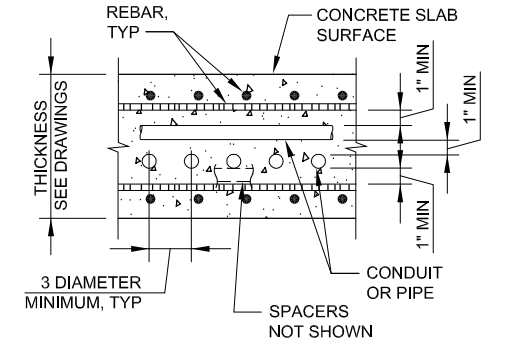 REBAR,
TYP
CONCRETE SLAB
SURFACE
1" MIN
1" MIN
THICKNESS
SEE DRAWINGS
1" MIN
3 DIAMETER
MINIMUM, TYP
CONDUIT
OR PIPE
SPACERS
NOT SHOWN